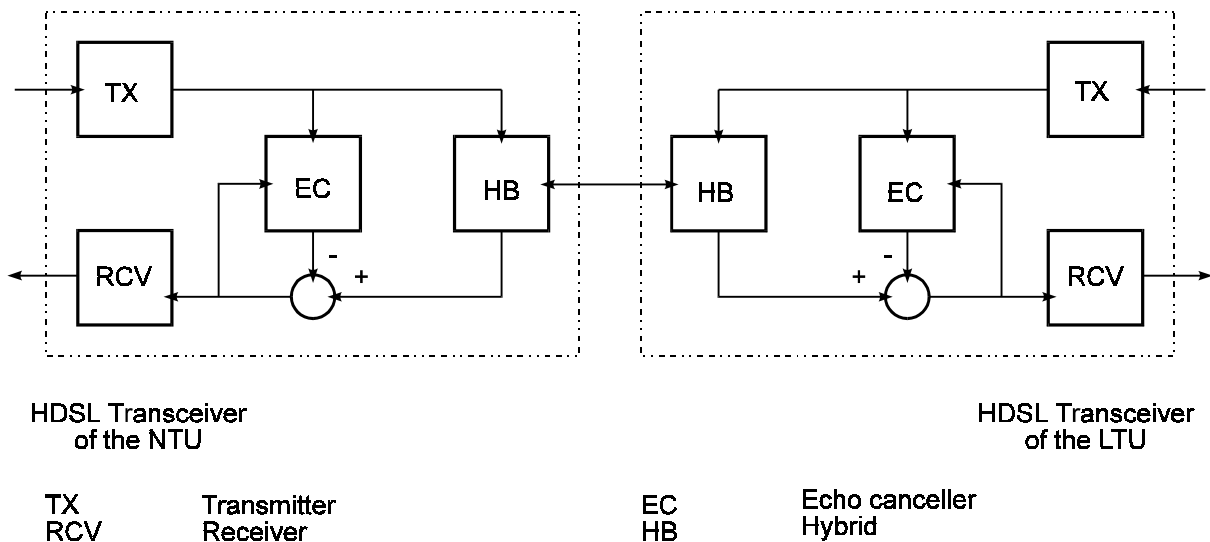 TX
TX
EC
HB
HB
EC
- +
+ -
RCV
RCV
HDSL Transceiver
of the NTU
HDSL Transceiver
of the LTU
TX Transmitter
RCV Receiver
EC Echo canceller
HB Hybrid